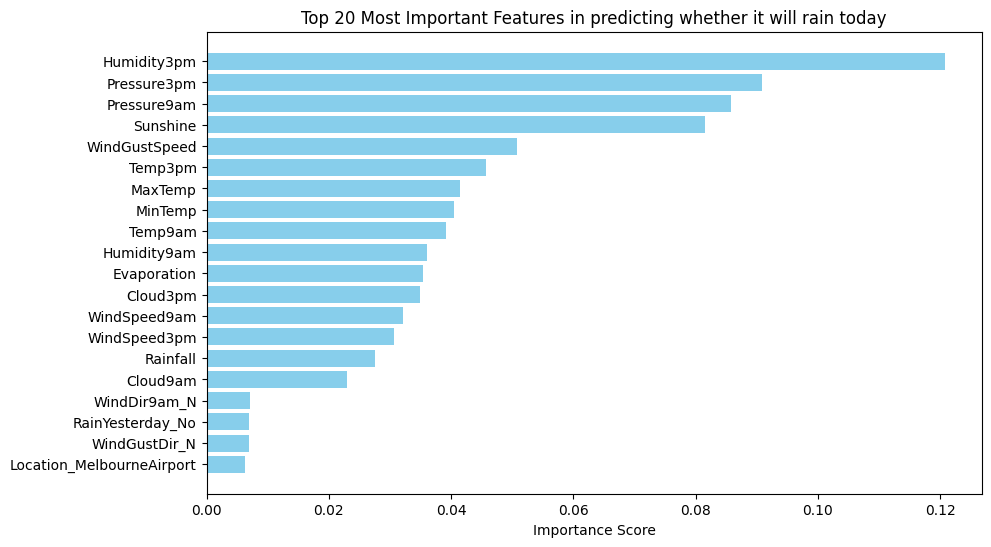 Top 20 Most Important Features in predicting whether it will rain today
Humidity3pm
Pressure3pm
Pressure9am
Sunshine
WindGustSpeed
Temp3pm
MaxTemp
MinTemp
Temp9am
Humidity9am
Evaporation
Cloud3pm
WindSpeed9am
WindSpeed3pm
Rainfall
Cloud9am
WindDir9am_N
RainYesterday_No
WindGustDir_N
Location_MelbourneAirport
0.00 0.02 0.04 0.06 0.08 0.10 0.12
Importance Score